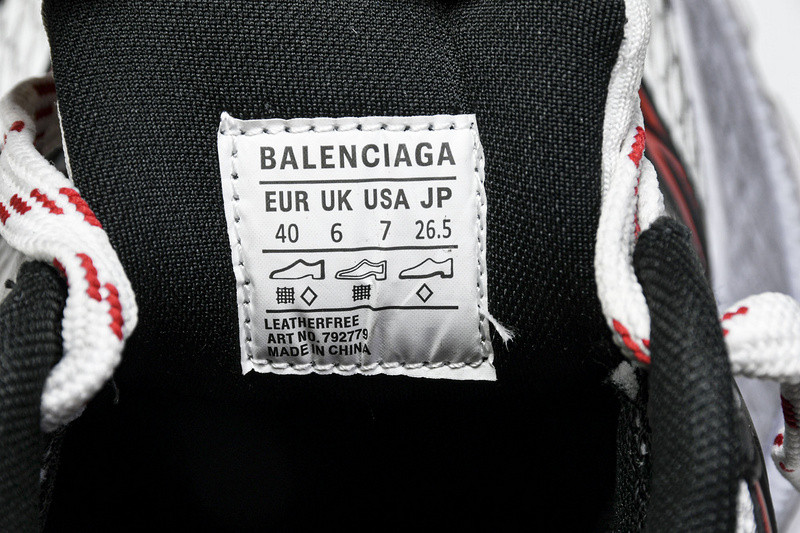 BALENCIAGA
EUR UK USA JP
40 6 7 26.5
LEATHERFREE
ART NO. 792779
MADE IN CHINA